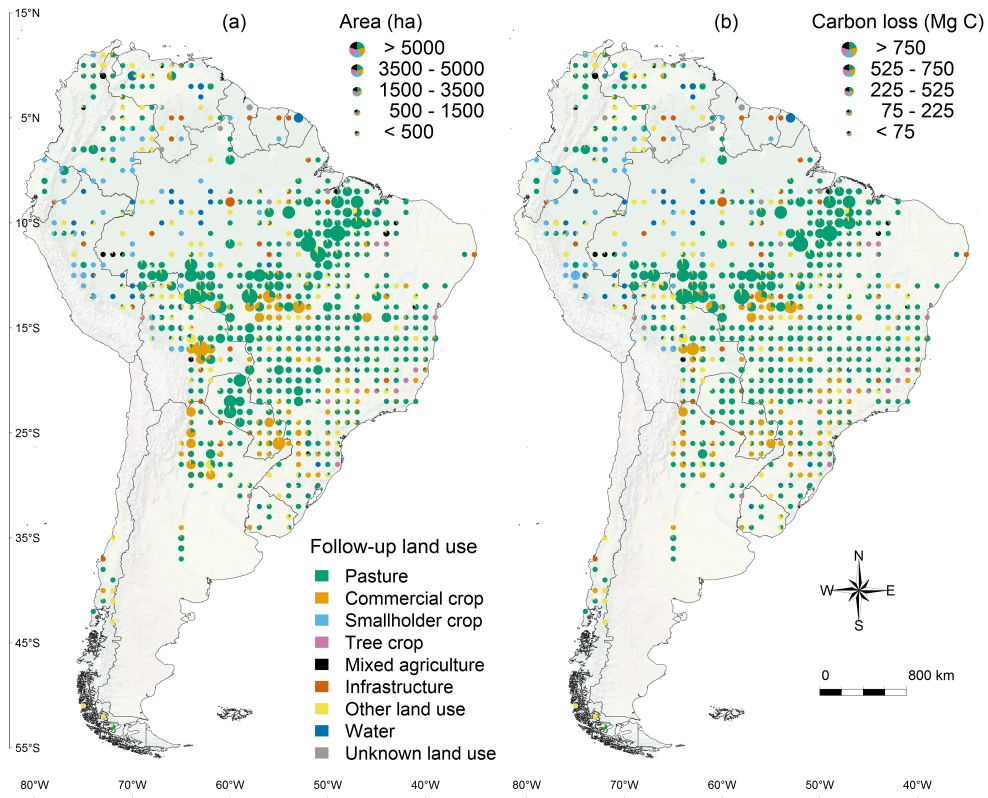 15°N
(a)
Area (ha)
> 5000
3500 - 5000
1500 - 3500
500 - 1500
< 500
(b)
Carbon loss (Mg C)
> 750
525 - 750
225 - 525
75 - 225
< 75
5°N
10°S
15°S
25°S
35°S
45°S
55°S
Follow-up land use
Pasture
Commercial crop
Smallholder crop
Tree crop
Mixed agriculture
Infrastructure
Other land use
Water
Unknown land use
N
W E
S
0 800 km
80°W 70°W 60°W 50°W 40°W 80°W 70°W 60°W 50°W 40°W